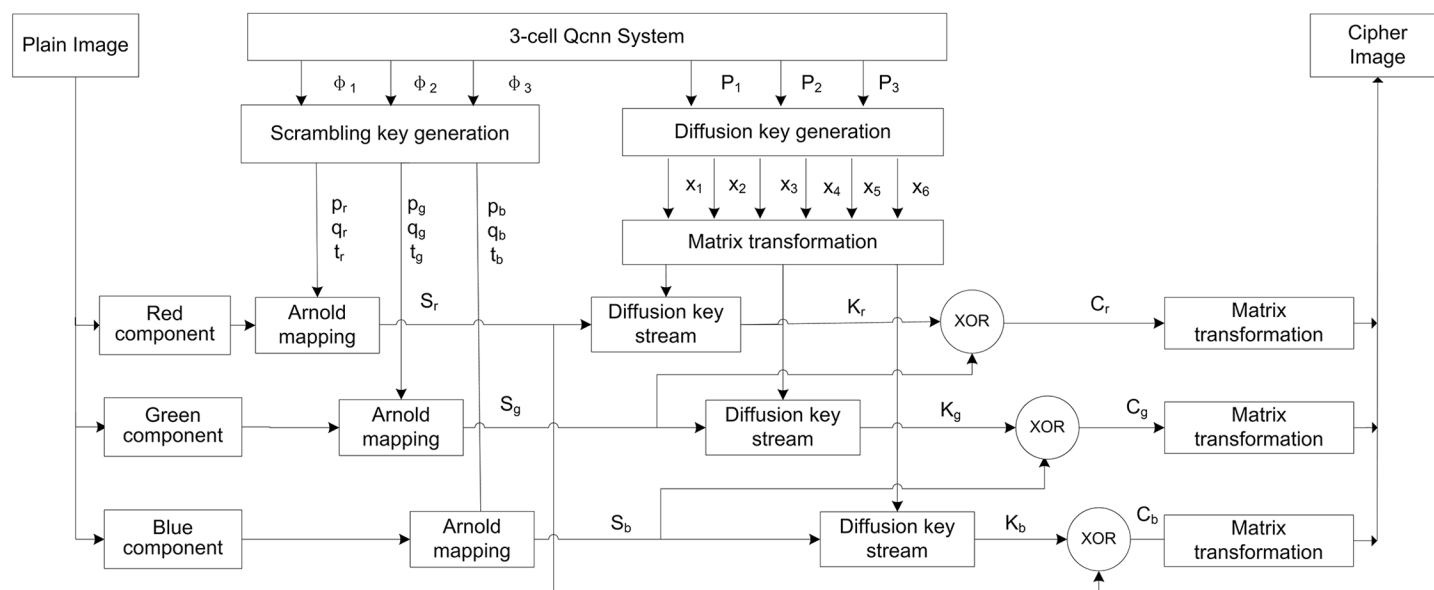 Plain Image
3-cell Qcnn System
Cipher
Image
ϕ1 ϕ2 ϕ3 P1 P2 P3
Scrambling key generation
Diffusion key generation
x1 x2 x3 x4 x5 x6
pr pg pb
qr qg qb
tr tg tb
Matrix transformation
Red
component
Arnold
mapping
Sr
Diffusion key
stream
Kr
XOR
Cr
Matrix
transformation
Green
component
Arnold
mapping
Sg
Diffusion key
stream
Kg
XOR
Cg
Matrix
transformation
Blue
component
Arnold
mapping
Sb
Diffusion key
stream
Kb
XOR
Cb
Matrix
transformation